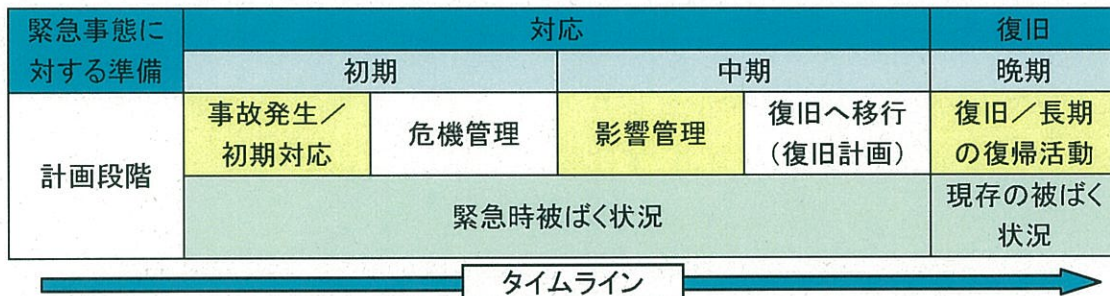 緊急事態に
対する準備
対応
復旧
初期
中期
晩期
計画段階
事故発生／
初期対応
危機管理
影響管理
復旧へ移行
（復旧計画）
復旧／長期
の復帰活動
緊急時被ばく状況
現存の被ばく
状況
タイムライン